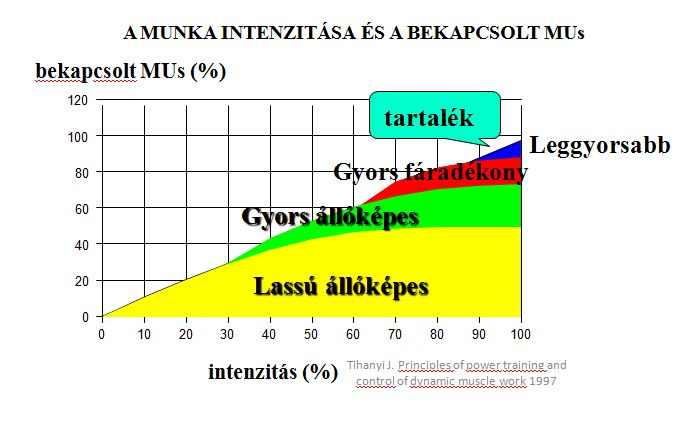 A MUNKA INTENZITÁSA ÉS A BEKAPCSOLT MUs
bekapcsolt MUs (%)
120
100
80
60
40
20
0
tartalék
Leggyorsabb
Gyors fáradékony
Gyors állóképes
Lassú állóképes
0 10 20 30 40 50 60 70 80 90 100
intenzitás (%)
Tihanyi J. Principles of power training and
control of dynamic muscle work 1997